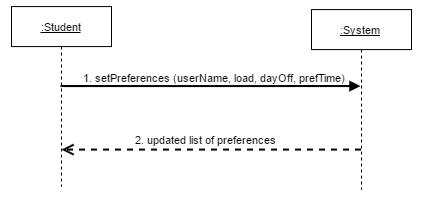 :Student
:System
1. setPreferences (userName, load, dayOff, prefTime)
2. updated list of preferences